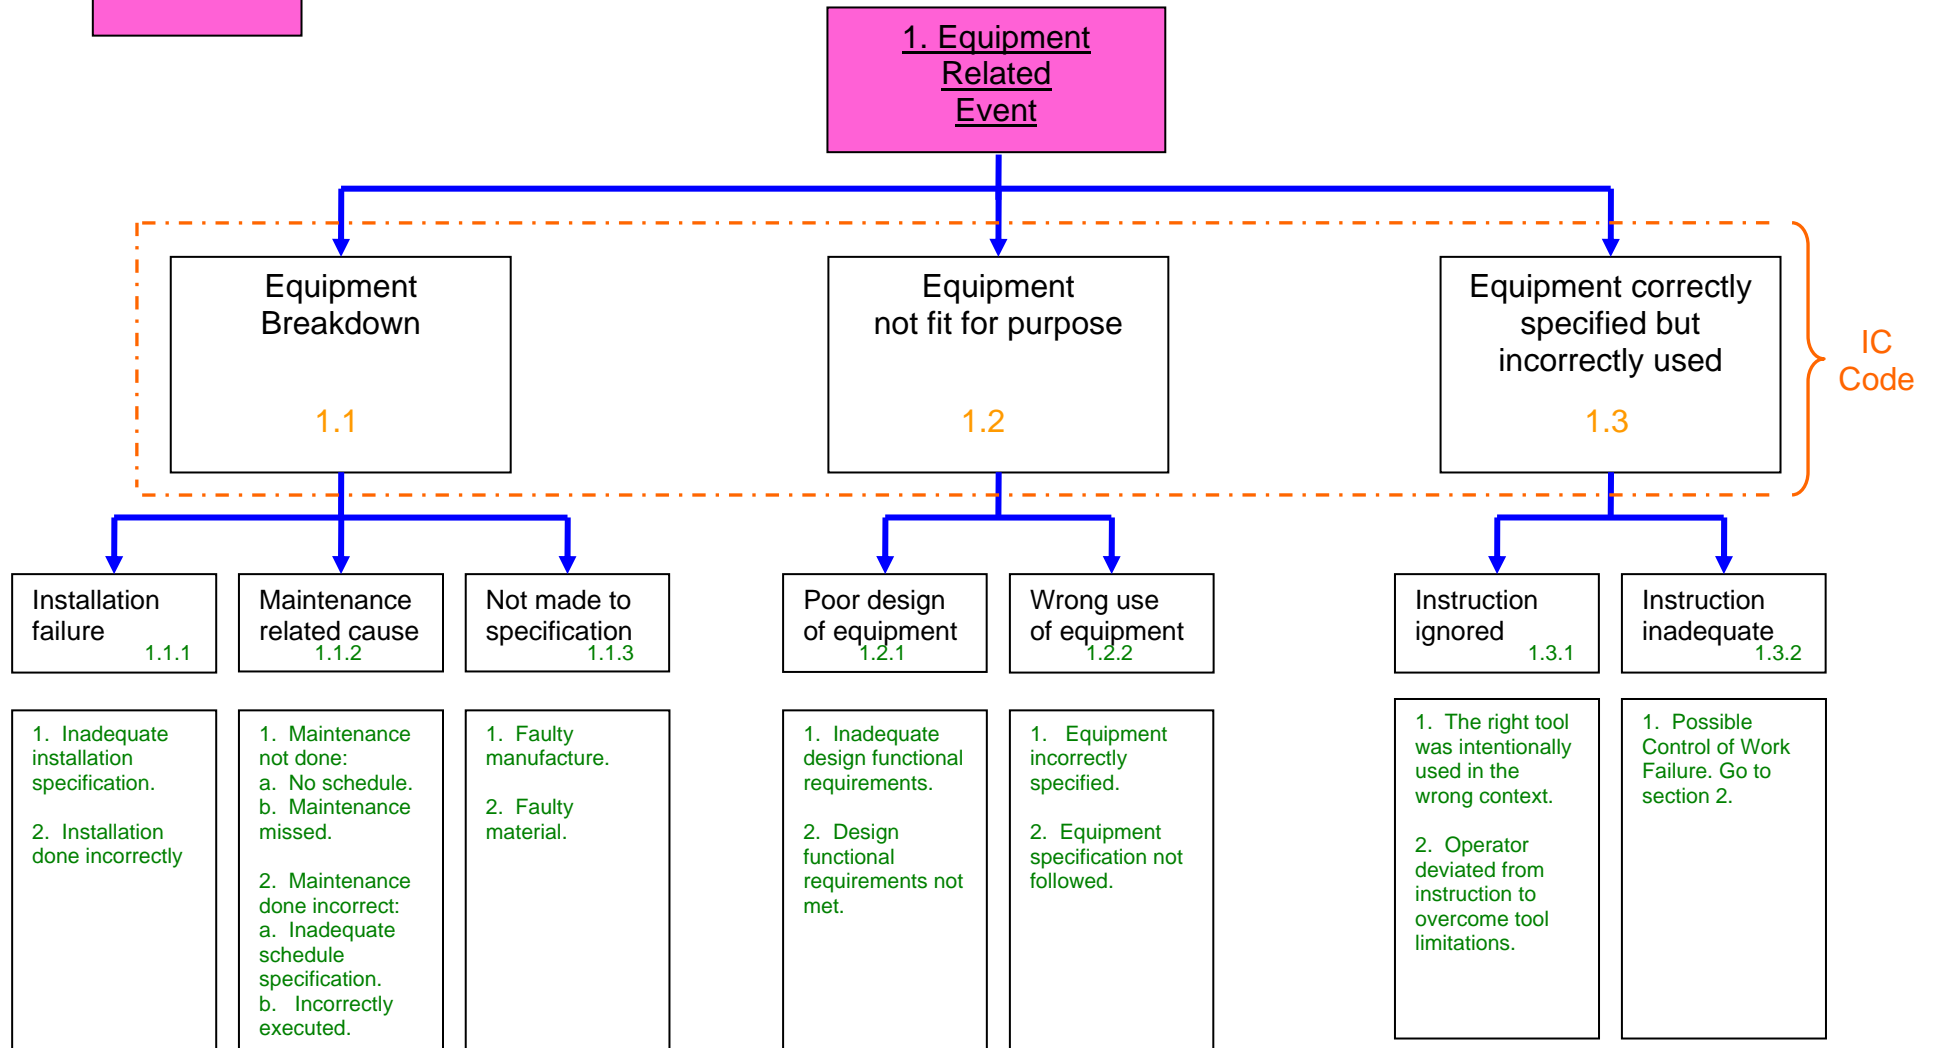 1. Equipment
Related
Event
Equipment
Breakdown
1.1
Equipment
not fit for purpose
1.2
Equipment correctly
specified but
incorrectly used
1.3
IC
Code
Installation
failure
1.1.1
Maintenance
related cause
1.1.2
Not made to
specification
1.1.3
Poor design
of equipment
1.2.1
Wrong use
of equipment
1.2.2
Instruction
ignored
1.3.1
Instruction
inadequate
1.3.2
1. Inadequate
installation
specification.
2. Installation
done incorrectly
1. Maintenance
not done:
a. No schedule.
b. Maintenance
missed.
2. Maintenance
done incorrect:
a. Inadequate
schedule
specification.
b. Incorrectly
executed.
1. Faulty
manufacture.
2. Faulty
material.
1. Inadequate
design functional
requirements.
2. Design
functional
requirements not
met.
1. Equipment
incorrectly
specified.
2. Equipment
specification not
followed.
1. The right tool
was intentionally
used in the
wrong context.
2. Operator
deviated from
instruction to
overcome tool
limitations.
1. Possible
Control of Work
Failure. Go to
section 2.